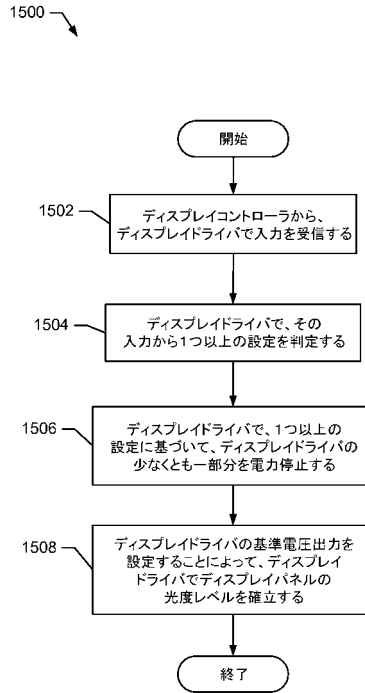 1500
開始
1502
ディスプレイコントローラから、
ディスプレイドライバで入力を受信する
1504
ディスプレイドライバで、その
入力から1つ以上の設定を判定する
1506
ディスプレイドライバで、1つ以上の
設定に基づいて、ディスプレイドライバの
少なくとも一部分を電力停止する
1508
ディスプレイドライバの基準電圧出力を
設定することによって、ディスプレイ
ドライバでディスプレイパネルの
光度レベルを確立する
終了